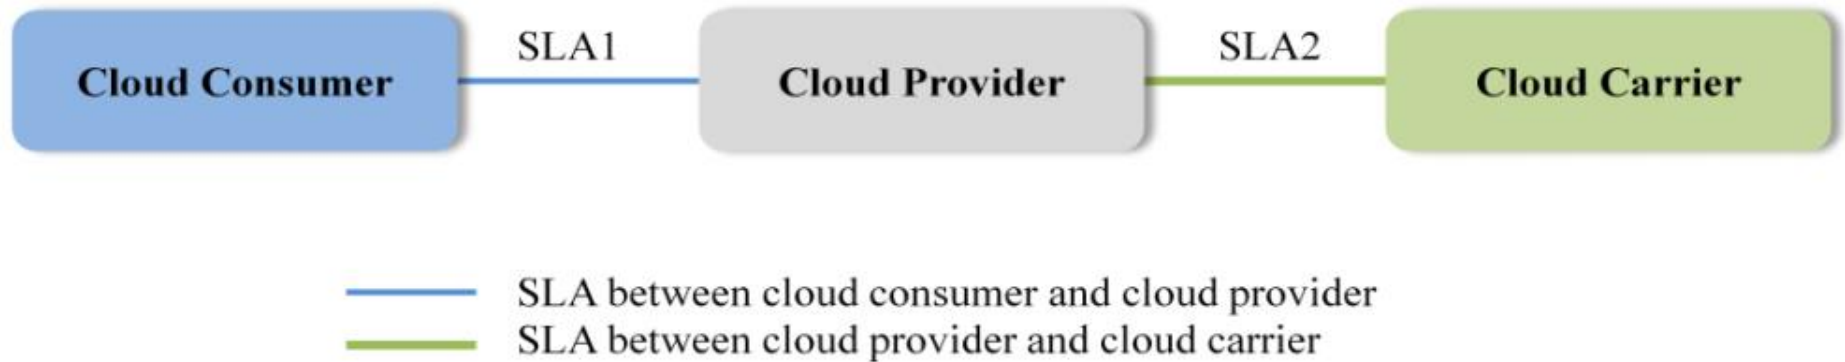 SLA1 SLA2
Cloud Consumer Cloud Provider Cloud Carrier
SLA between cloud consumer and cloud provider
SLA between cloud provider and cloud carrier